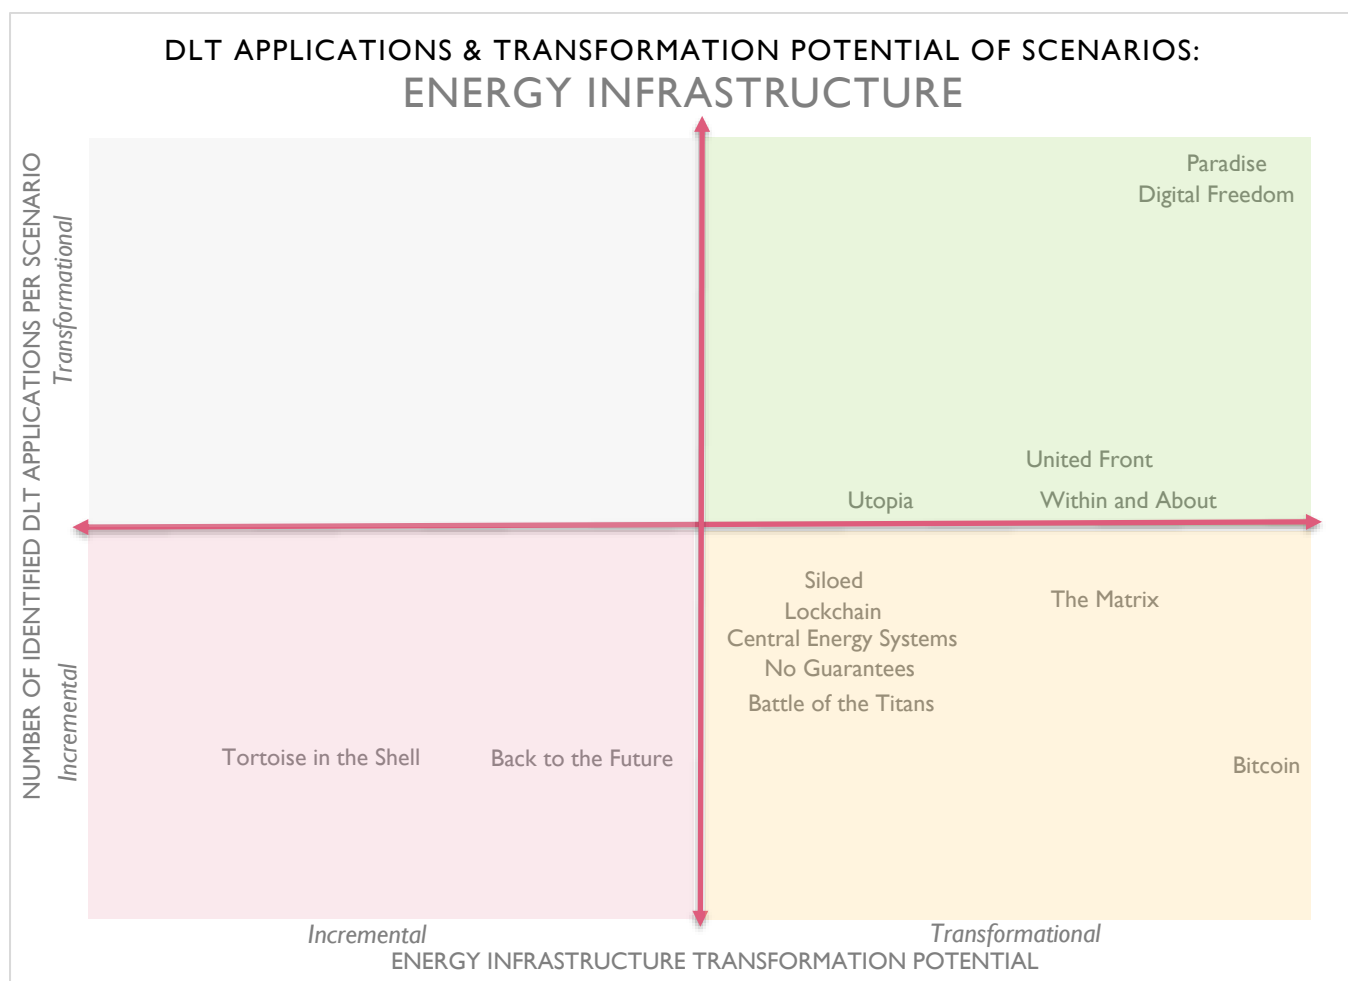 DLT APPLICATIONS & TRANSFORMATION POTENTIAL OF SCENARIOS:
ENERGY INFRASTRUCTURE
NUMBER OF IDENTIFIED DLT APPLICATIONS PER SCENARIO
Transformational
Incremental
Paradise
Digital Freedom
United Front
Utopia
Within and About
Siloed
Lockchain
The Matrix
Central Energy Systems
No Guarantees
Battle of the Titans
Tortoise in the Shell
Back to the Future
Bitcoin
Incremental
Transformational
ENERGY INFRASTRUCTURE TRANSFORMATION POTENTIAL